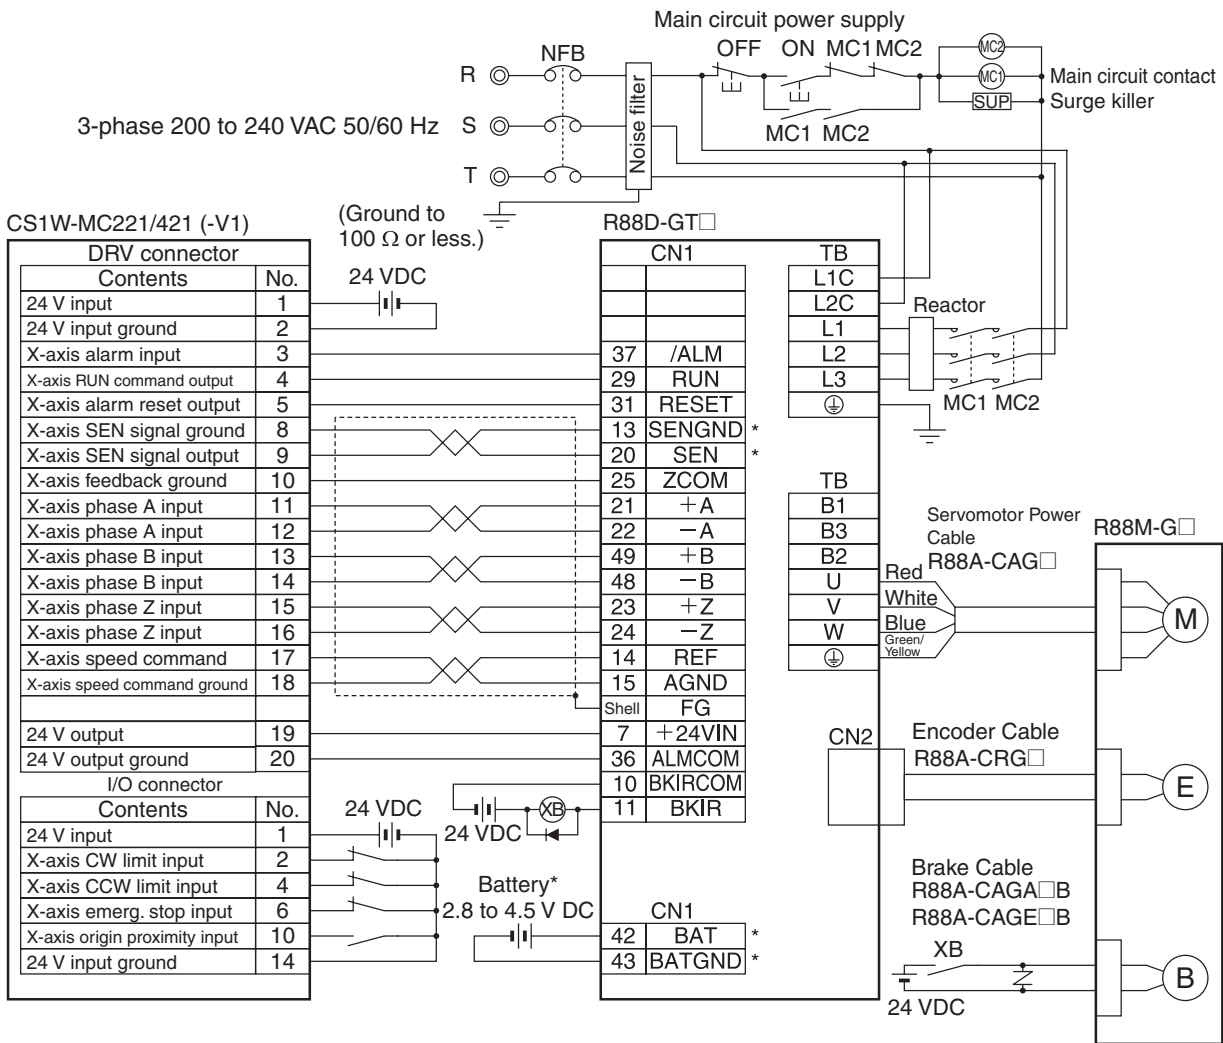 Main circuit power supply
OFF ON MC1 MC2
MC2
NFB
R
MC1
Main circuit contact
SUP
Surge killer
Noise filter
3-phase 200 to 240 VAC 50/60 Hz
S
MC1 MC2
T
CS1W-MC221/421 (-V1)
(Ground to
100 Ω or less.)
R88D-GT□
DRV connector
Contents No.
24 V input 1
24 V input ground 2
X-axis alarm input 3
X-axis RUN command output 4
X-axis alarm reset output 5
X-axis SEN signal ground 8
X-axis SEN signal output 9
X-axis feedback ground 10
X-axis phase A input 11
X-axis phase A input 12
X-axis phase B input 13
X-axis phase B input 14
X-axis phase Z input 15
X-axis phase Z input 16
X-axis speed command 17
X-axis speed command ground 18
24 V output 19
24 V output ground 20
I/O connector
Contents No.
24 V input 1
X-axis CW limit input 2
X-axis CCW limit input 4
X-axis emerg. stop input 6
X-axis origin proximity input 10
24 V input ground 14
24 VDC
24 VDC
24 VDC
XB
Battery*
2.8 to 4.5 V DC
CN1
37 /ALM
29 RUN
31 RESET
13 SENGND *
20 SEN *
25 ZCOM
21 +A
22 −A
49 +B
48 −B
23 +Z
24 −Z
14 REF
15 AGND
Shell FG
7 +24VIN
36 ALMCOM
10 BKIRCOM
11 BKIR
CN1
42 BAT *
43 BATGND *
TB
L1C
L2C
L1
L2
L3
Reactor
MC1 MC2
TB
B1
B3
B2
U
V
W
Red
White
Blue
Green/
Yellow
Servomotor Power
Cable
R88A-CAG□
R88M-G□
M
CN2
Encoder Cable
R88A-CRG□
E
Brake Cable
R88A-CAGA□B
R88A-CAGE□B
XB
24 VDC
B